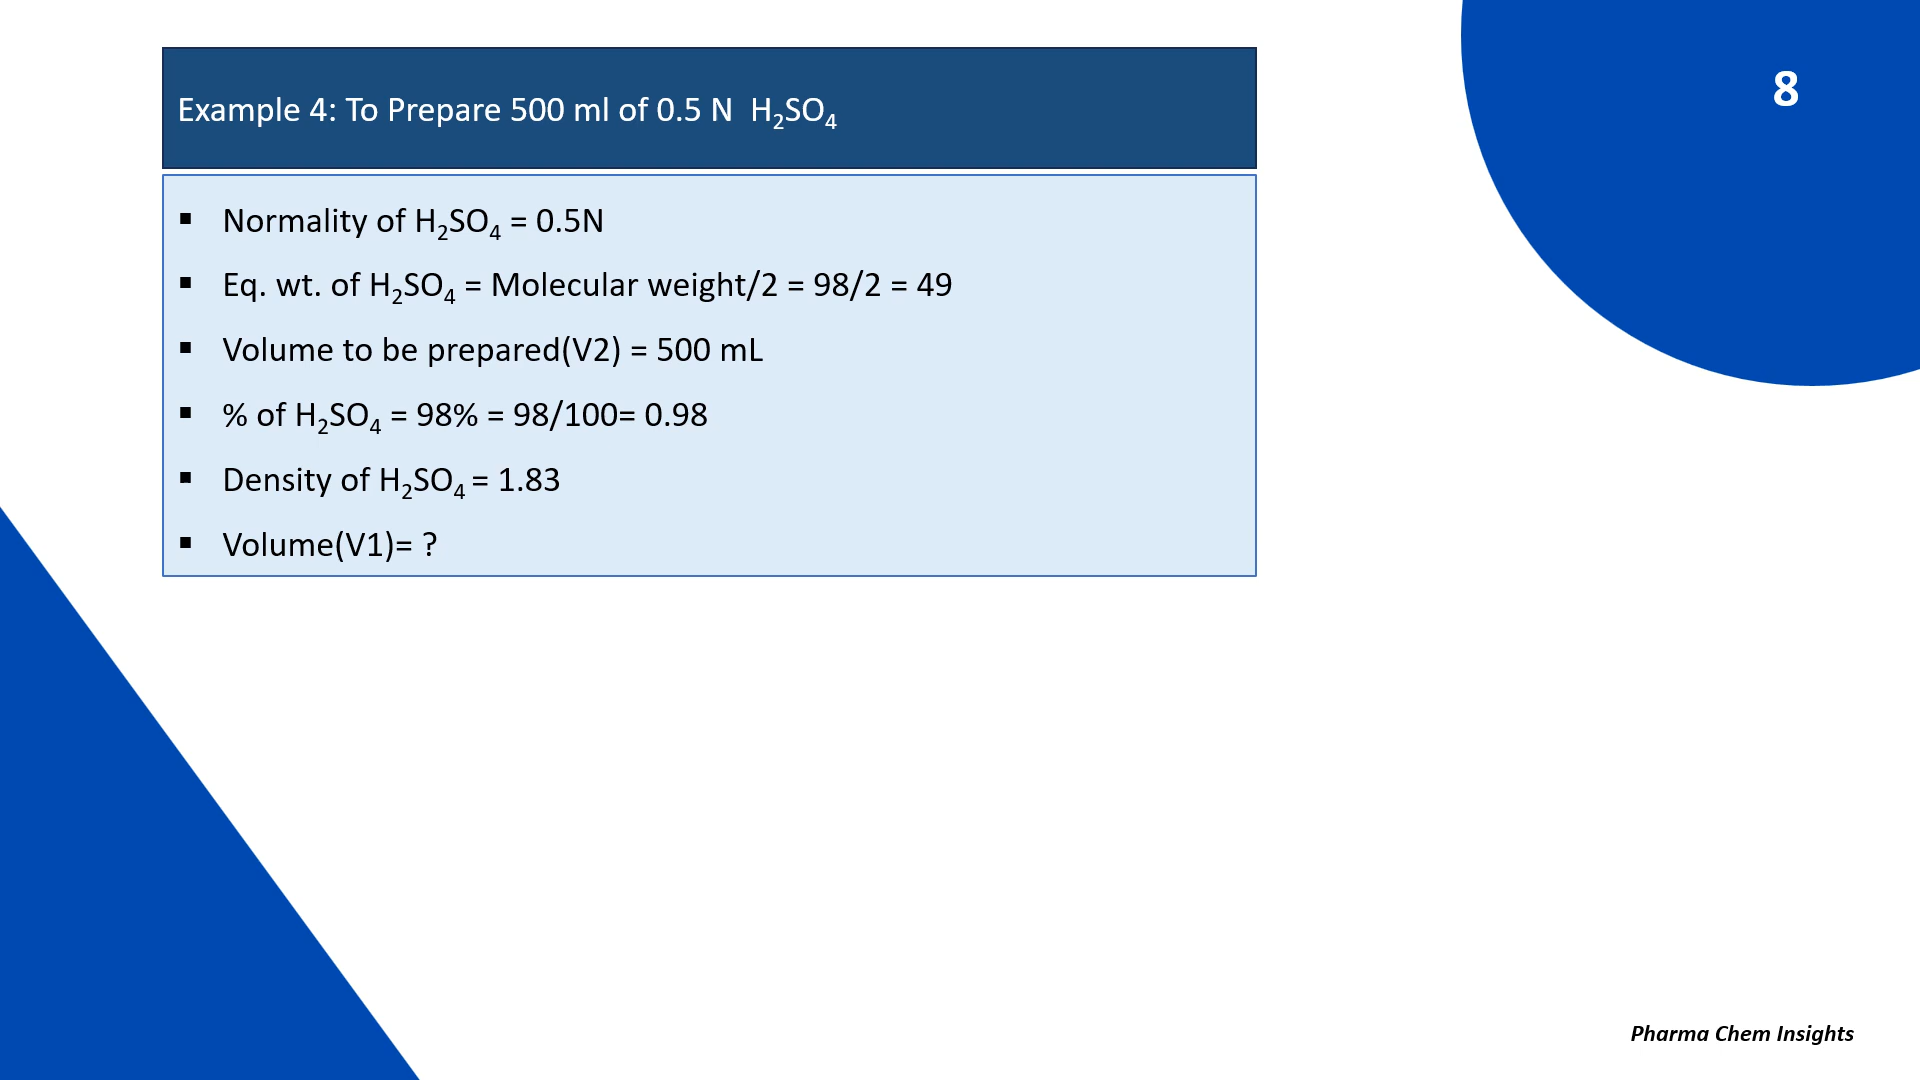 8
Example 4: To Prepare 500 ml of 0.5 N  H₂SO₄
▪ Normality of H₂SO₄ = 0.5N
▪ Eq. wt. of H₂SO₄ = Molecular weight/2 = 98/2 = 49
▪ Volume to be prepared(V2) = 500 mL
▪ % of H₂SO₄ = 98% = 98/100= 0.98
▪ Density of H₂SO₄ = 1.83
▪ Volume(V1)= ?
Pharma Chem Insights